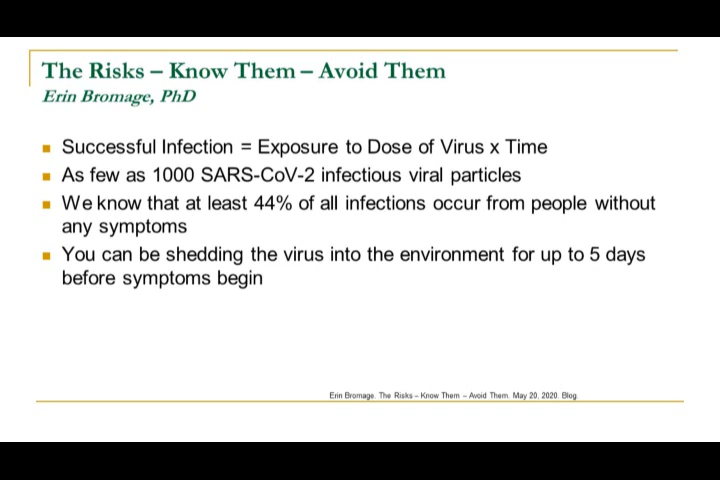 The Risks – Know Them – Avoid Them
Erin Bromage, PhD
Successful Infection = Exposure to Dose of Virus x Time
As few as 1000 SARS-CoV-2 infectious viral particles
We know that at least 44% of all infections occur from people without
any symptoms
You can be shedding the virus into the environment for up to 5 days
before symptoms begin
Erin Bromage. The Risks – Know Them – Avoid Them. May 20, 2020. Blog.